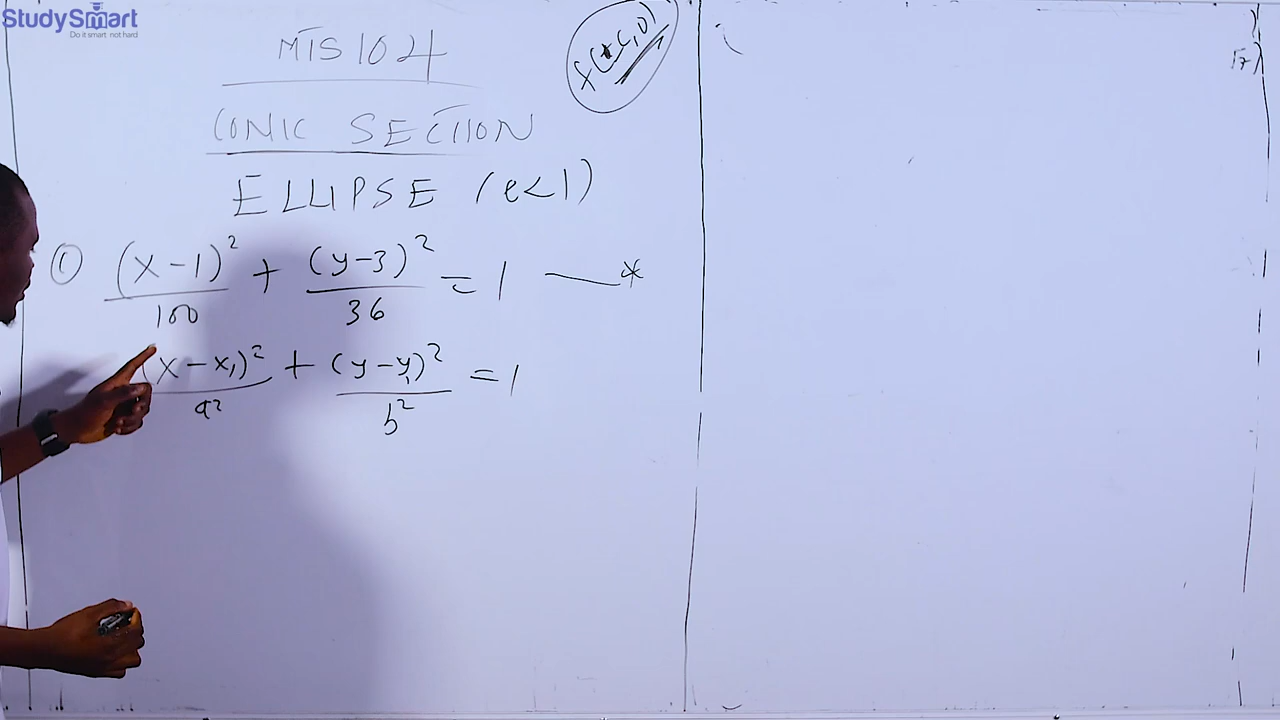 StudySmart
Do it smart not hard
MTS 104
CONIC SECTION
ELLIPSE (e<1)
① (x-1)²/100 + (y-3)²/36 = 1 —*
(x-x₁)²/a² + (y-y₁)²/b² = 1